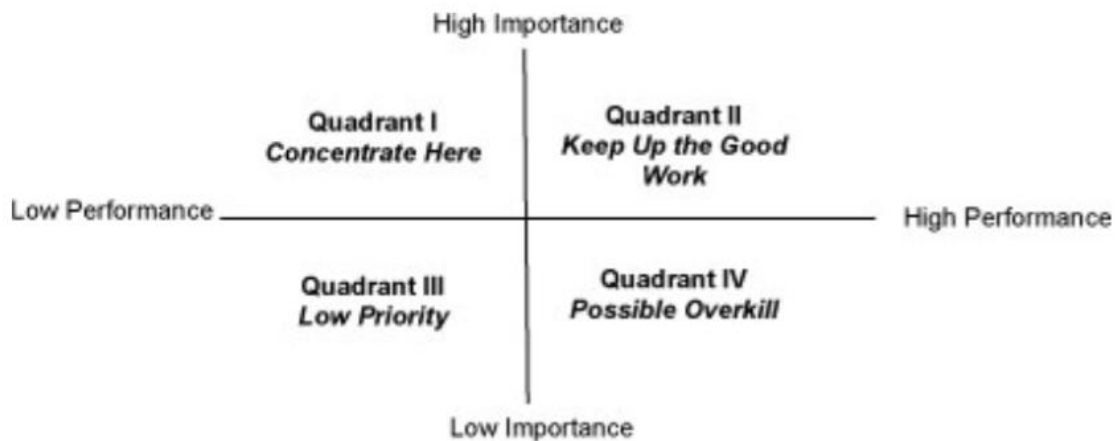 High Importance
Quadrant I
Concentrate Here
Quadrant II
Keep Up the Good
Work
Low Performance
High Performance
Quadrant III
Low Priority
Quadrant IV
Possible Overkill
Low Importance